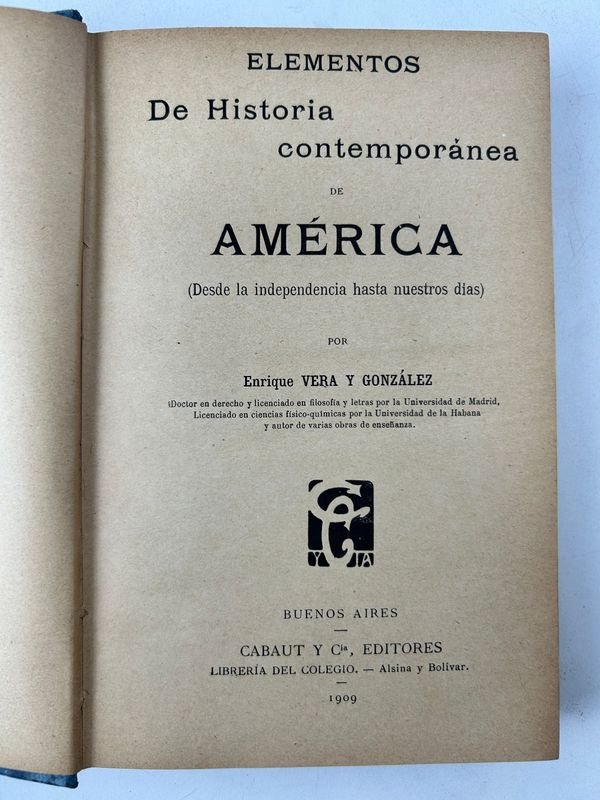 ELEMENTOS
De Historia
contemporánea
DE
AMÉRICA
(Desde la independencia hasta nuestros dias)
POR
Enrique VERA Y GONZÁLEZ
Doctor en derecho y licenciado en filosofía y letras por la Universidad de Madrid,
Licenciado en ciencias físico-químicas por la Universidad de la Habana
y autor de varias obras de enseñanza.
Y A
BUENOS AIRES
CABAUT Y Cia, EDITORES
LIBRERÍA DEL COLEGIO. — Alsina y Bolívar.
1909